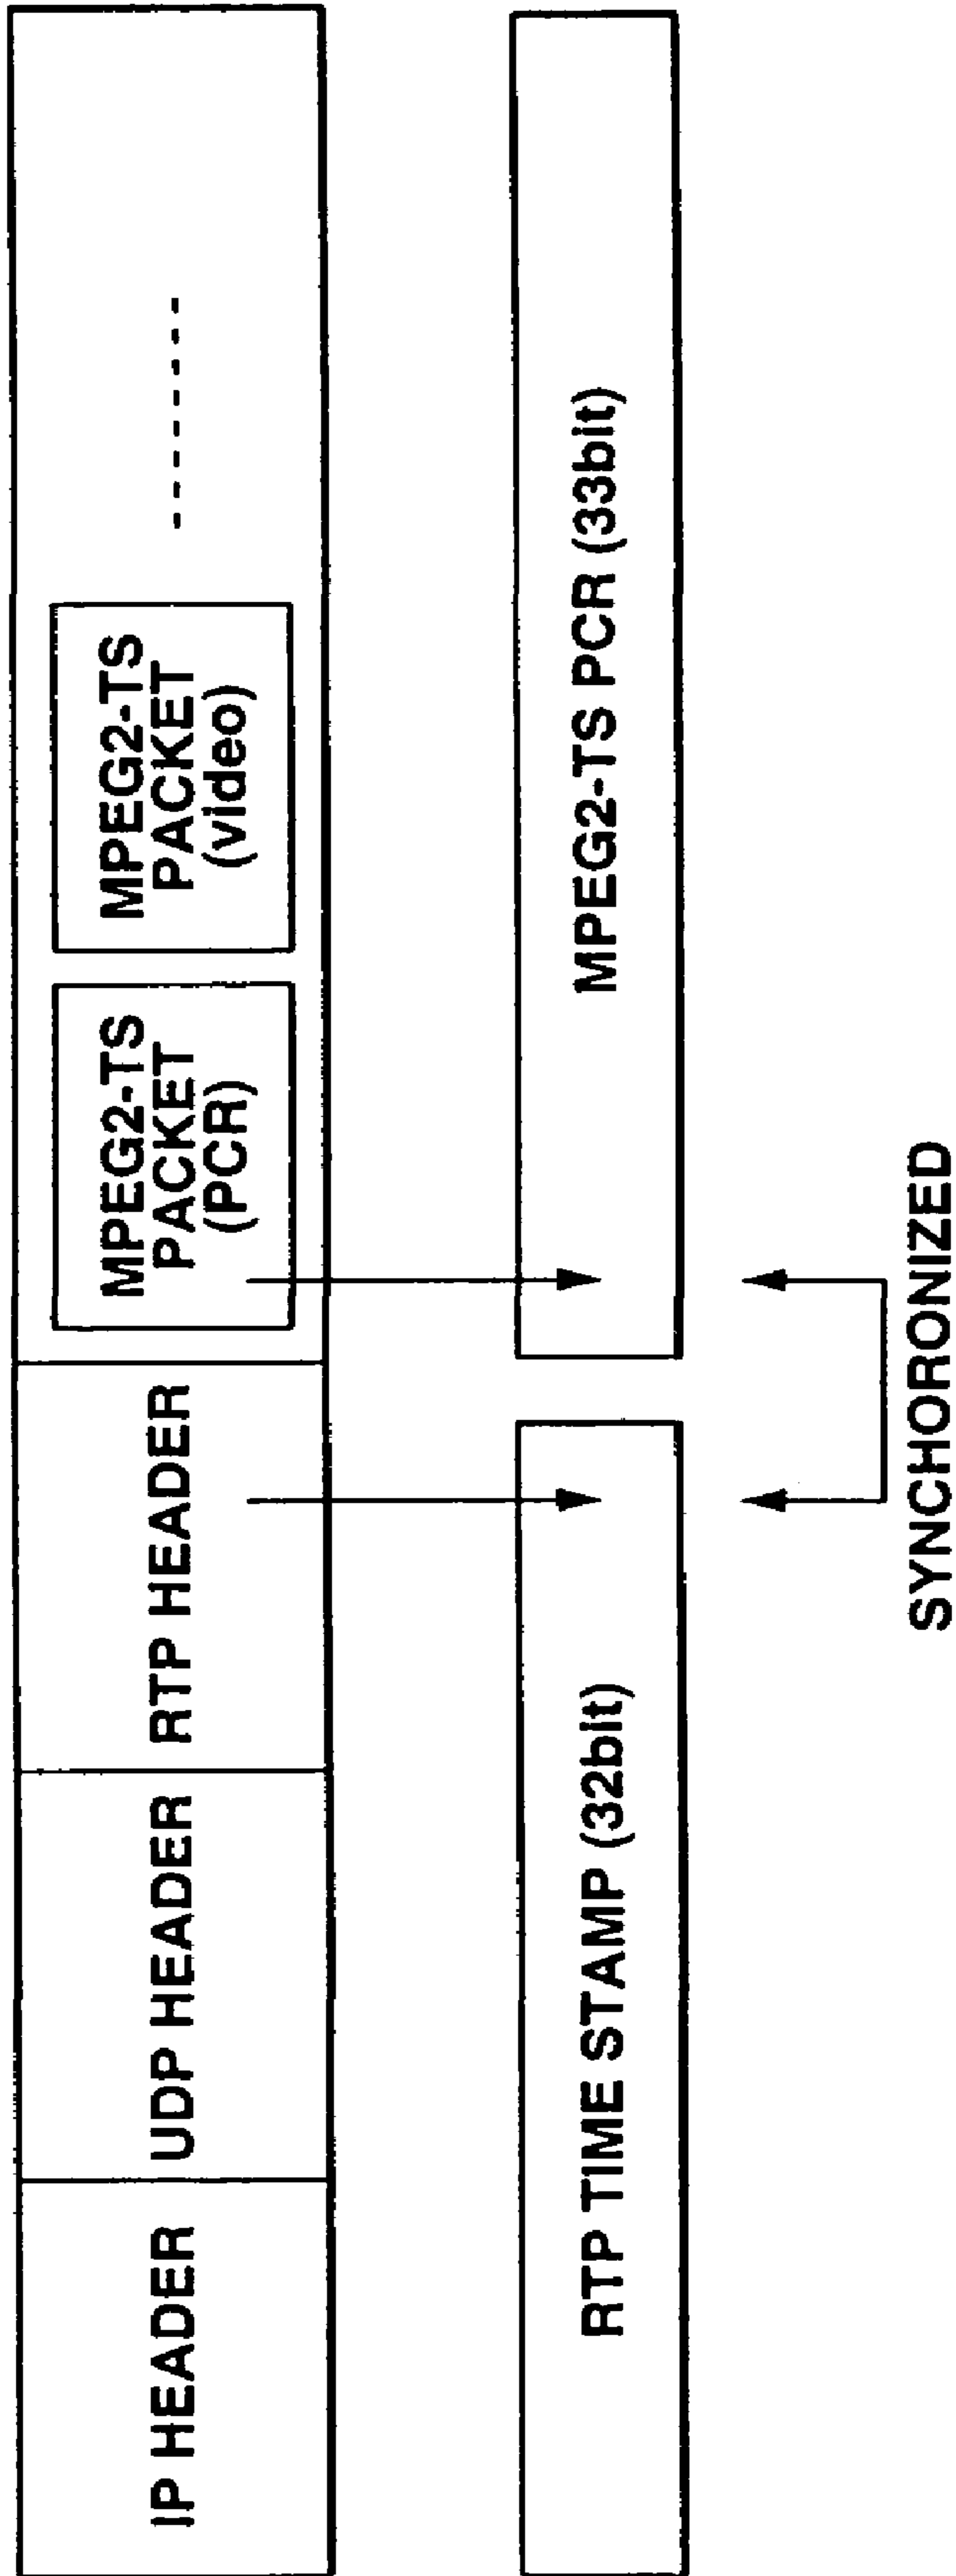 IP HEADER
UDP HEADER
RTP HEADER
MPEG2-TS
PACKET
(PCR)
MPEG2-TS
PACKET
(video)
RTP TIME STAMP (32bit)
MPEG2-TS PCR (33bit)
SYNCHORONIZED